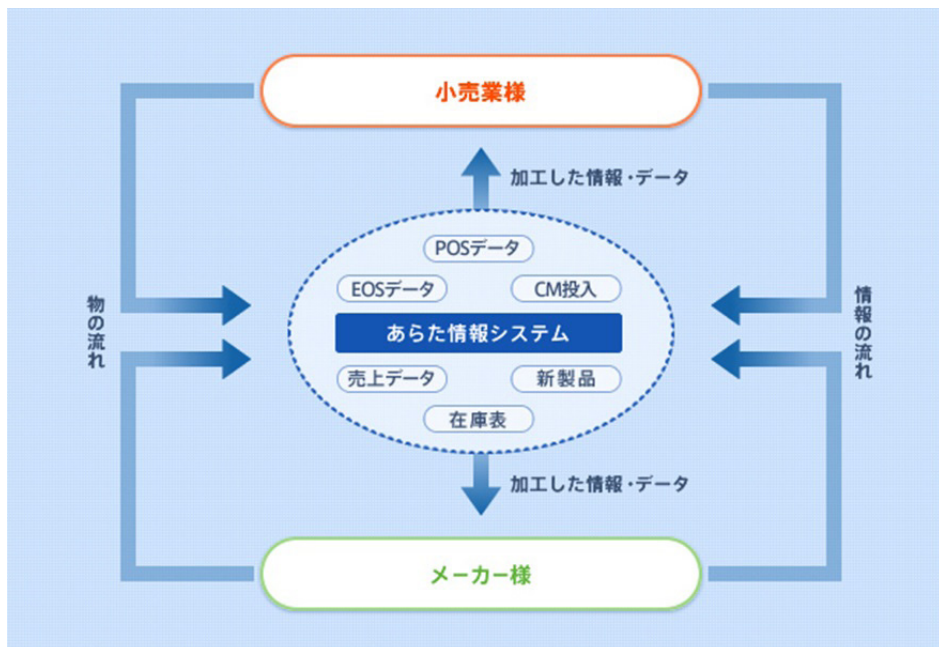 小売業様
加工した情報・データ
POSデータ
EOSデータ
CM投入
物の流れ
あらた情報システム
情報の流れ
売上データ
新製品
在庫表
加工した情報・データ
メーカー様